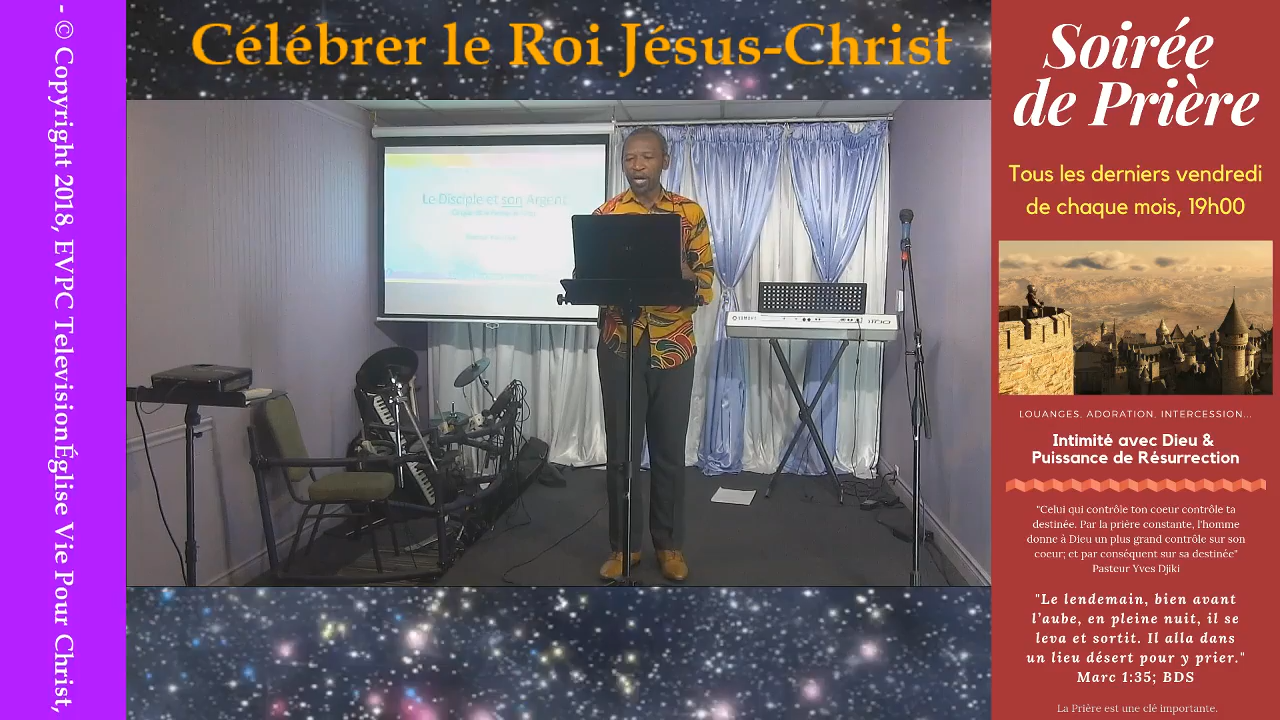 - © Copyright 2018, EVPC TelevisionÉglise Vie Pour Christ,
Célébrer le Roi Jésus-Christ
Le Disciple et son Argent
Soirée
de Prière
Tous les derniers vendredi
de chaque mois, 19h00
LOUANGES, ADORATION, INTERCESSION...
Intimité avec Dieu &
Puissance de Résurrection
"Celui qui contrôle ton coeur contrôle ta
destinée. Par la prière constante, l'homme
donne à Dieu un plus grand contrôle sur son
coeur; et par conséquent sur sa destinée"
Pasteur Yves Djiki
"Le lendemain, bien avant
l'aube, en pleine nuit, il se
leva et sortit. Il alla dans
un lieu désert pour y prier."
Marc 1:35; BDS
La Prière est une clé importante.